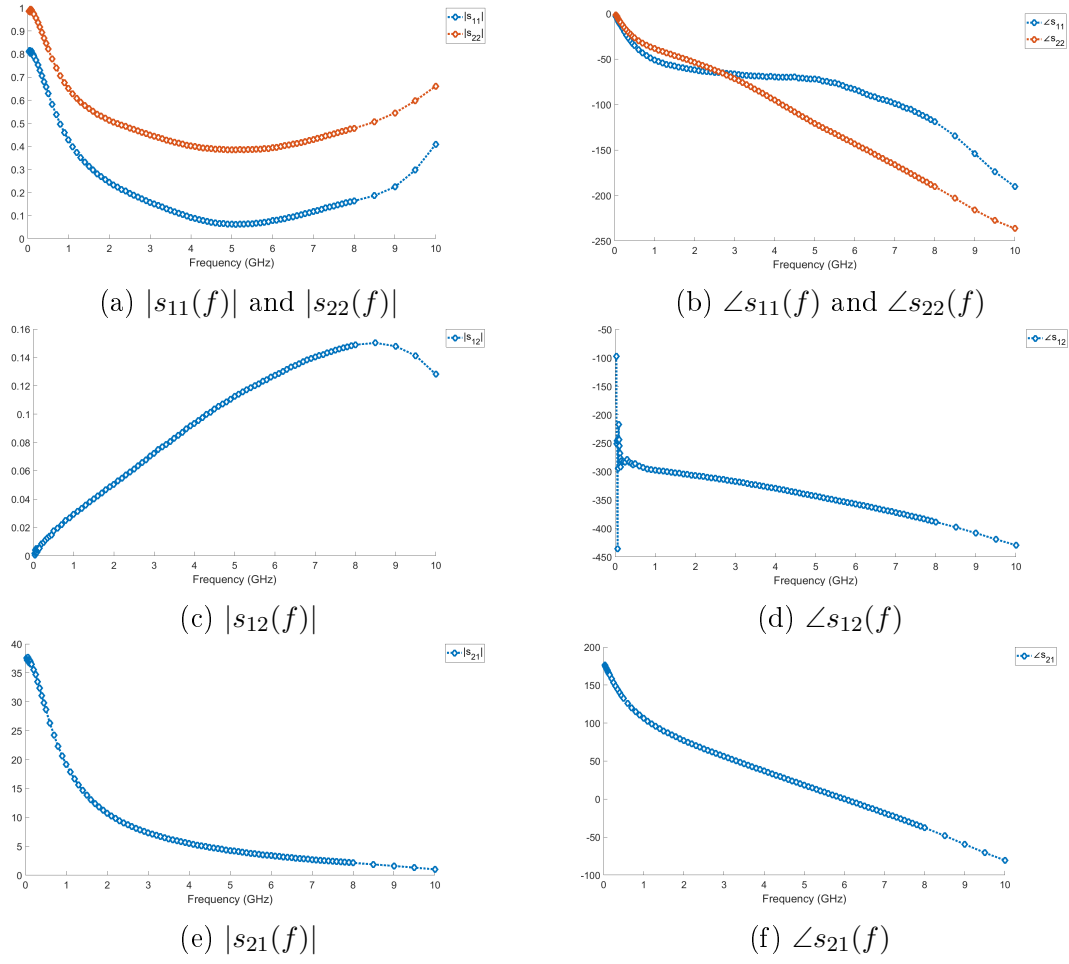 1
0.9
0.8
0.7
0.6
0.5
0.4
0.3
0.2
0.1
0
0 1 2 3 4 5 6 7 8 9 10
Frequency (GHz)
|s11|
|s22|
0
-50
-100
-150
-200
-250
0 1 2 3 4 5 6 7 8 9 10
Frequency (GHz)
∠s11
∠s22
(a) |s11(f)| and |s22(f)|
(b) ∠s11(f) and ∠s22(f)
0.16
0.14
0.12
0.1
0.08
0.06
0.04
0.02
0
0 1 2 3 4 5 6 7 8 9 10
Frequency (GHz)
|s12|
-50
-100
-150
-200
-250
-300
-350
-400
-450
0 1 2 3 4 5 6 7 8 9 10
Frequency (GHz)
∠s12
(c) |s12(f)|
(d) ∠s12(f)
40
35
30
25
20
15
10
5
0
0 1 2 3 4 5 6 7 8 9 10
Frequency (GHz)
|s21|
200
150
100
50
0
-50
-100
0 1 2 3 4 5 6 7 8 9 10
Frequency (GHz)
∠s21
(e) |s21(f)|
(f) ∠s21(f)